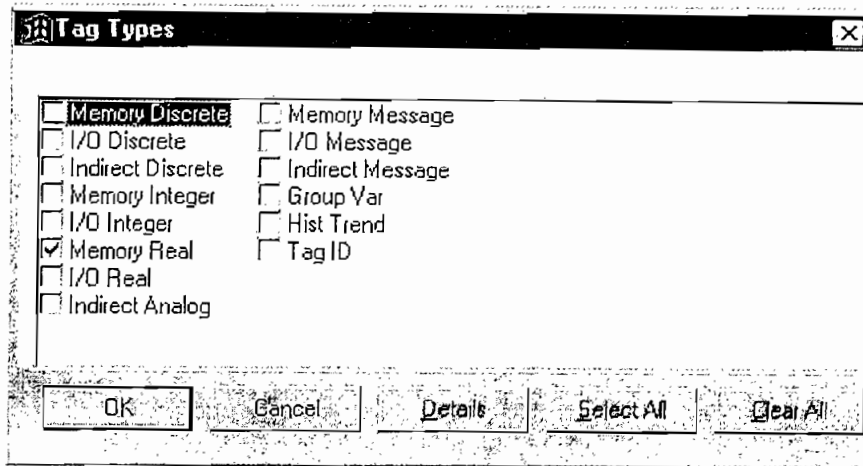 Tag Types
Memory Discrete
I/O Discrete
Indirect Discrete
Memory Integer
I/O Integer
Memory Real
I/O Real
Indirect Analog
Memory Message
I/O Message
Indirect Message
Group Var
Hist Trend
Tag ID
OK Cancel Details Select All Clear All